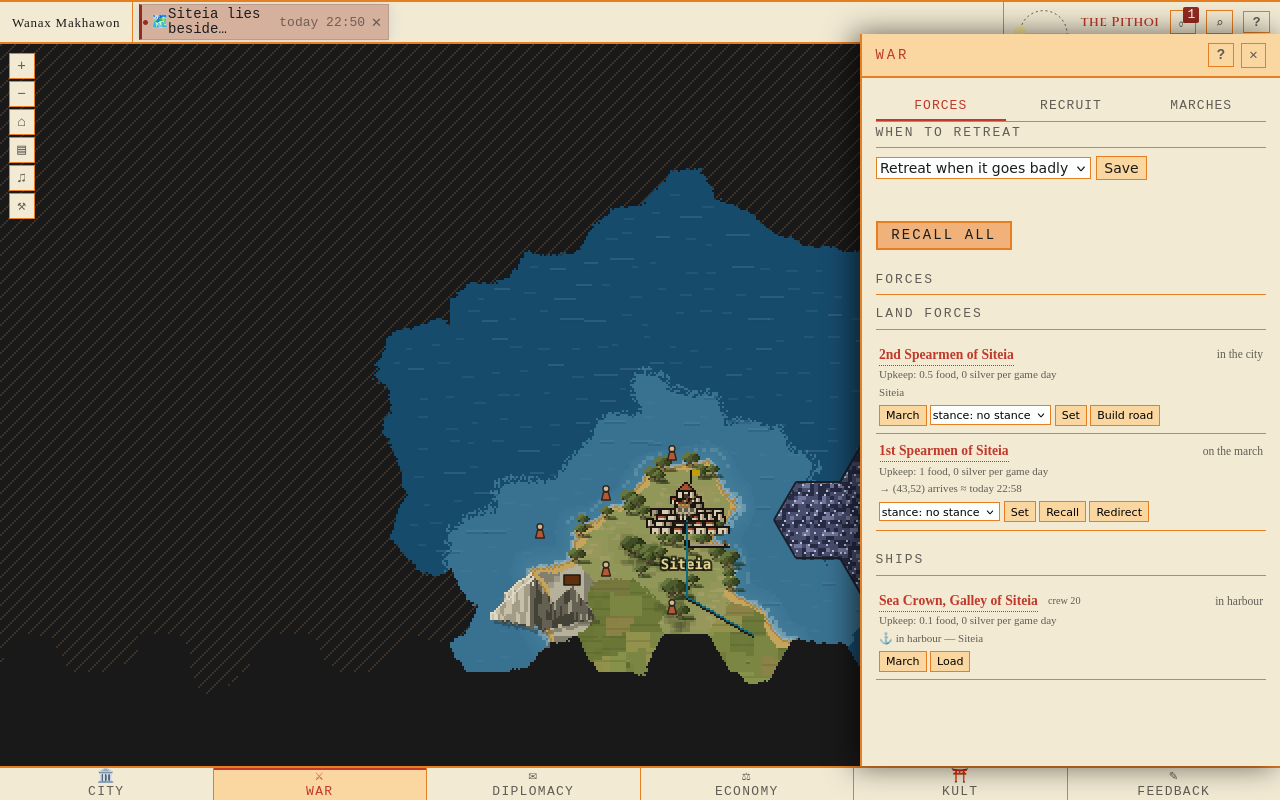 Wanax Makhawon
Siteia lies beside…
today 22:50 ✕
THE PITHOI
1
?
WAR
? ✕
FORCES RECRUIT MARCHES
WHEN TO RETREAT
Retreat when it goes badly Save
RECALL ALL
FORCES
LAND FORCES
2nd Spearmen of Siteia in the city
Upkeep: 0.5 food, 0 silver per game day
Siteia
March stance: no stance Set Build road
1st Spearmen of Siteia on the march
Upkeep: 1 food, 0 silver per game day
→ (43,52) arrives ≈ today 22:58
stance: no stance Set Recall Redirect
SHIPS
Sea Crown, Galley of Siteia crew 20 in harbour
Upkeep: 0.1 food, 0 silver per game day
⚓ in harbour — Siteia
March Load
Siteia
CITY WAR DIPLOMACY ECONOMY KULT FEEDBACK